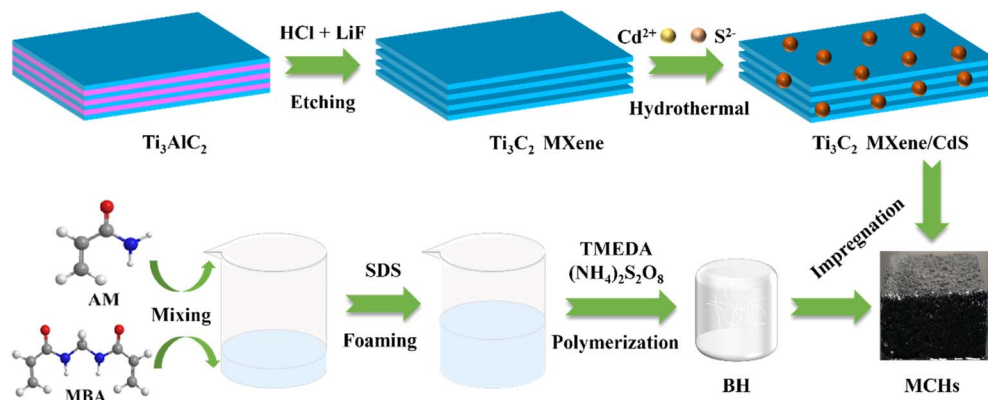 HCl + LiF
Etching
Cd²⁺ S²⁻
Hydrothermal
Ti₃AlC₂
Ti₃C₂ MXene
Ti₃C₂ MXene/CdS
AM
Mixing
MBA
SDS
Foaming
TMEDA
(NH₄)₂S₂O₈
Polymerization
BH
Impregnation
MCHs